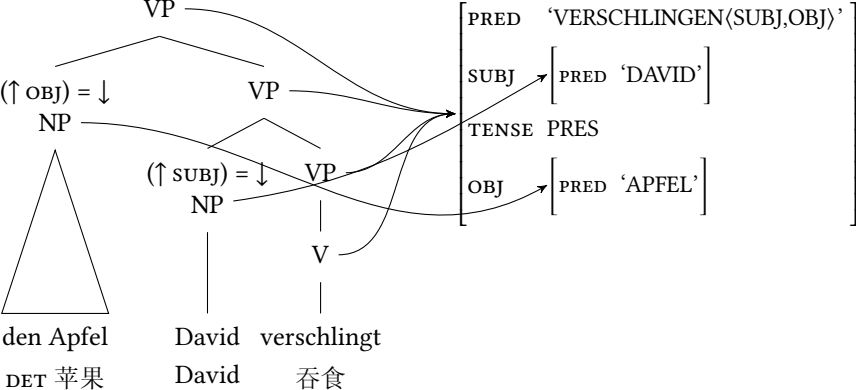 VP
PRED ‘VERSCHLINGEN⟨SUBJ,OBJ⟩’
(↑ OBJ) = ↓
VP
SUBJ [PRED ‘DAVID’]
NP
TENSE PRES
(↑ SUBJ) = ↓
VP
OBJ [PRED ‘APFEL’]
NP
V
den Apfel David verschlingt
DET 苹果 David 吞食